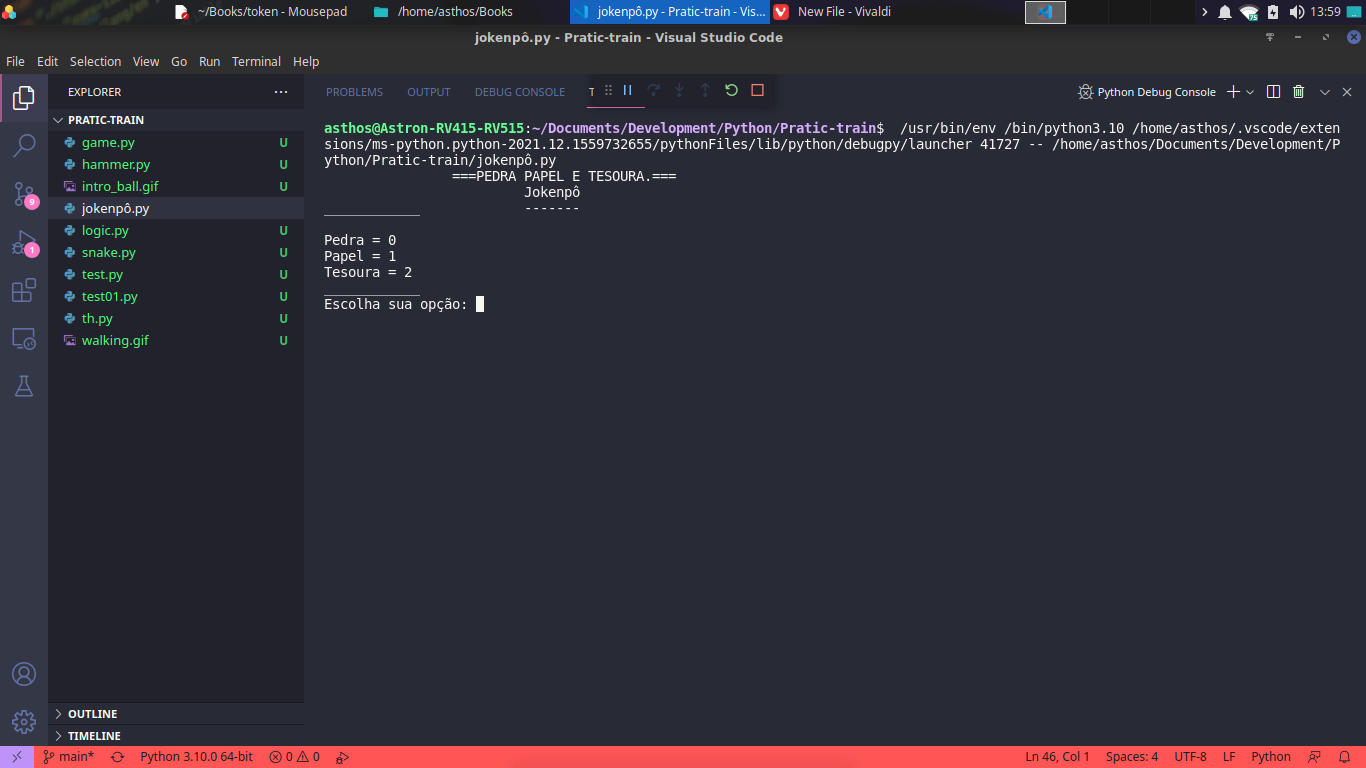 ~/Books/token - Mousepad
/home/asthos/Books
jokenpô.py - Pratic-train - Vis...
New File - Vivaldi
75
13:59
jokenpô.py - Pratic-train - Visual Studio Code
File Edit Selection View Go Run Terminal Help
EXPLORER
PRATIC-TRAIN
game.py U
hammer.py U
intro_ball.gif U
jokenpô.py
logic.py U
snake.py U
test.py U
test01.py U
th.py U
walking.gif U
9
1
OUTLINE
TIMELINE
PROBLEMS OUTPUT DEBUG CONSOLE T
Python Debug Console
asthos@Astron-RV415-RV515:~/Documents/Development/Python/Pratic-train$ /usr/bin/env /bin/python3.10 /home/asthos/.vscode/exten
sions/ms-python.python-2021.12.1559732655/pythonFiles/lib/python/debugpy/launcher 41727 -- /home/asthos/Documents/Development/P
ython/Pratic-train/jokenpô.py
===PEDRA PAPEL E TESOURA.===
Jokenpô
____________ -------
Pedra = 0
Papel = 1
Tesoura = 2
____________
Escolha sua opção:
main* Python 3.10.0 64-bit 0 0 Ln 46, Col 1 Spaces: 4 UTF-8 LF Python